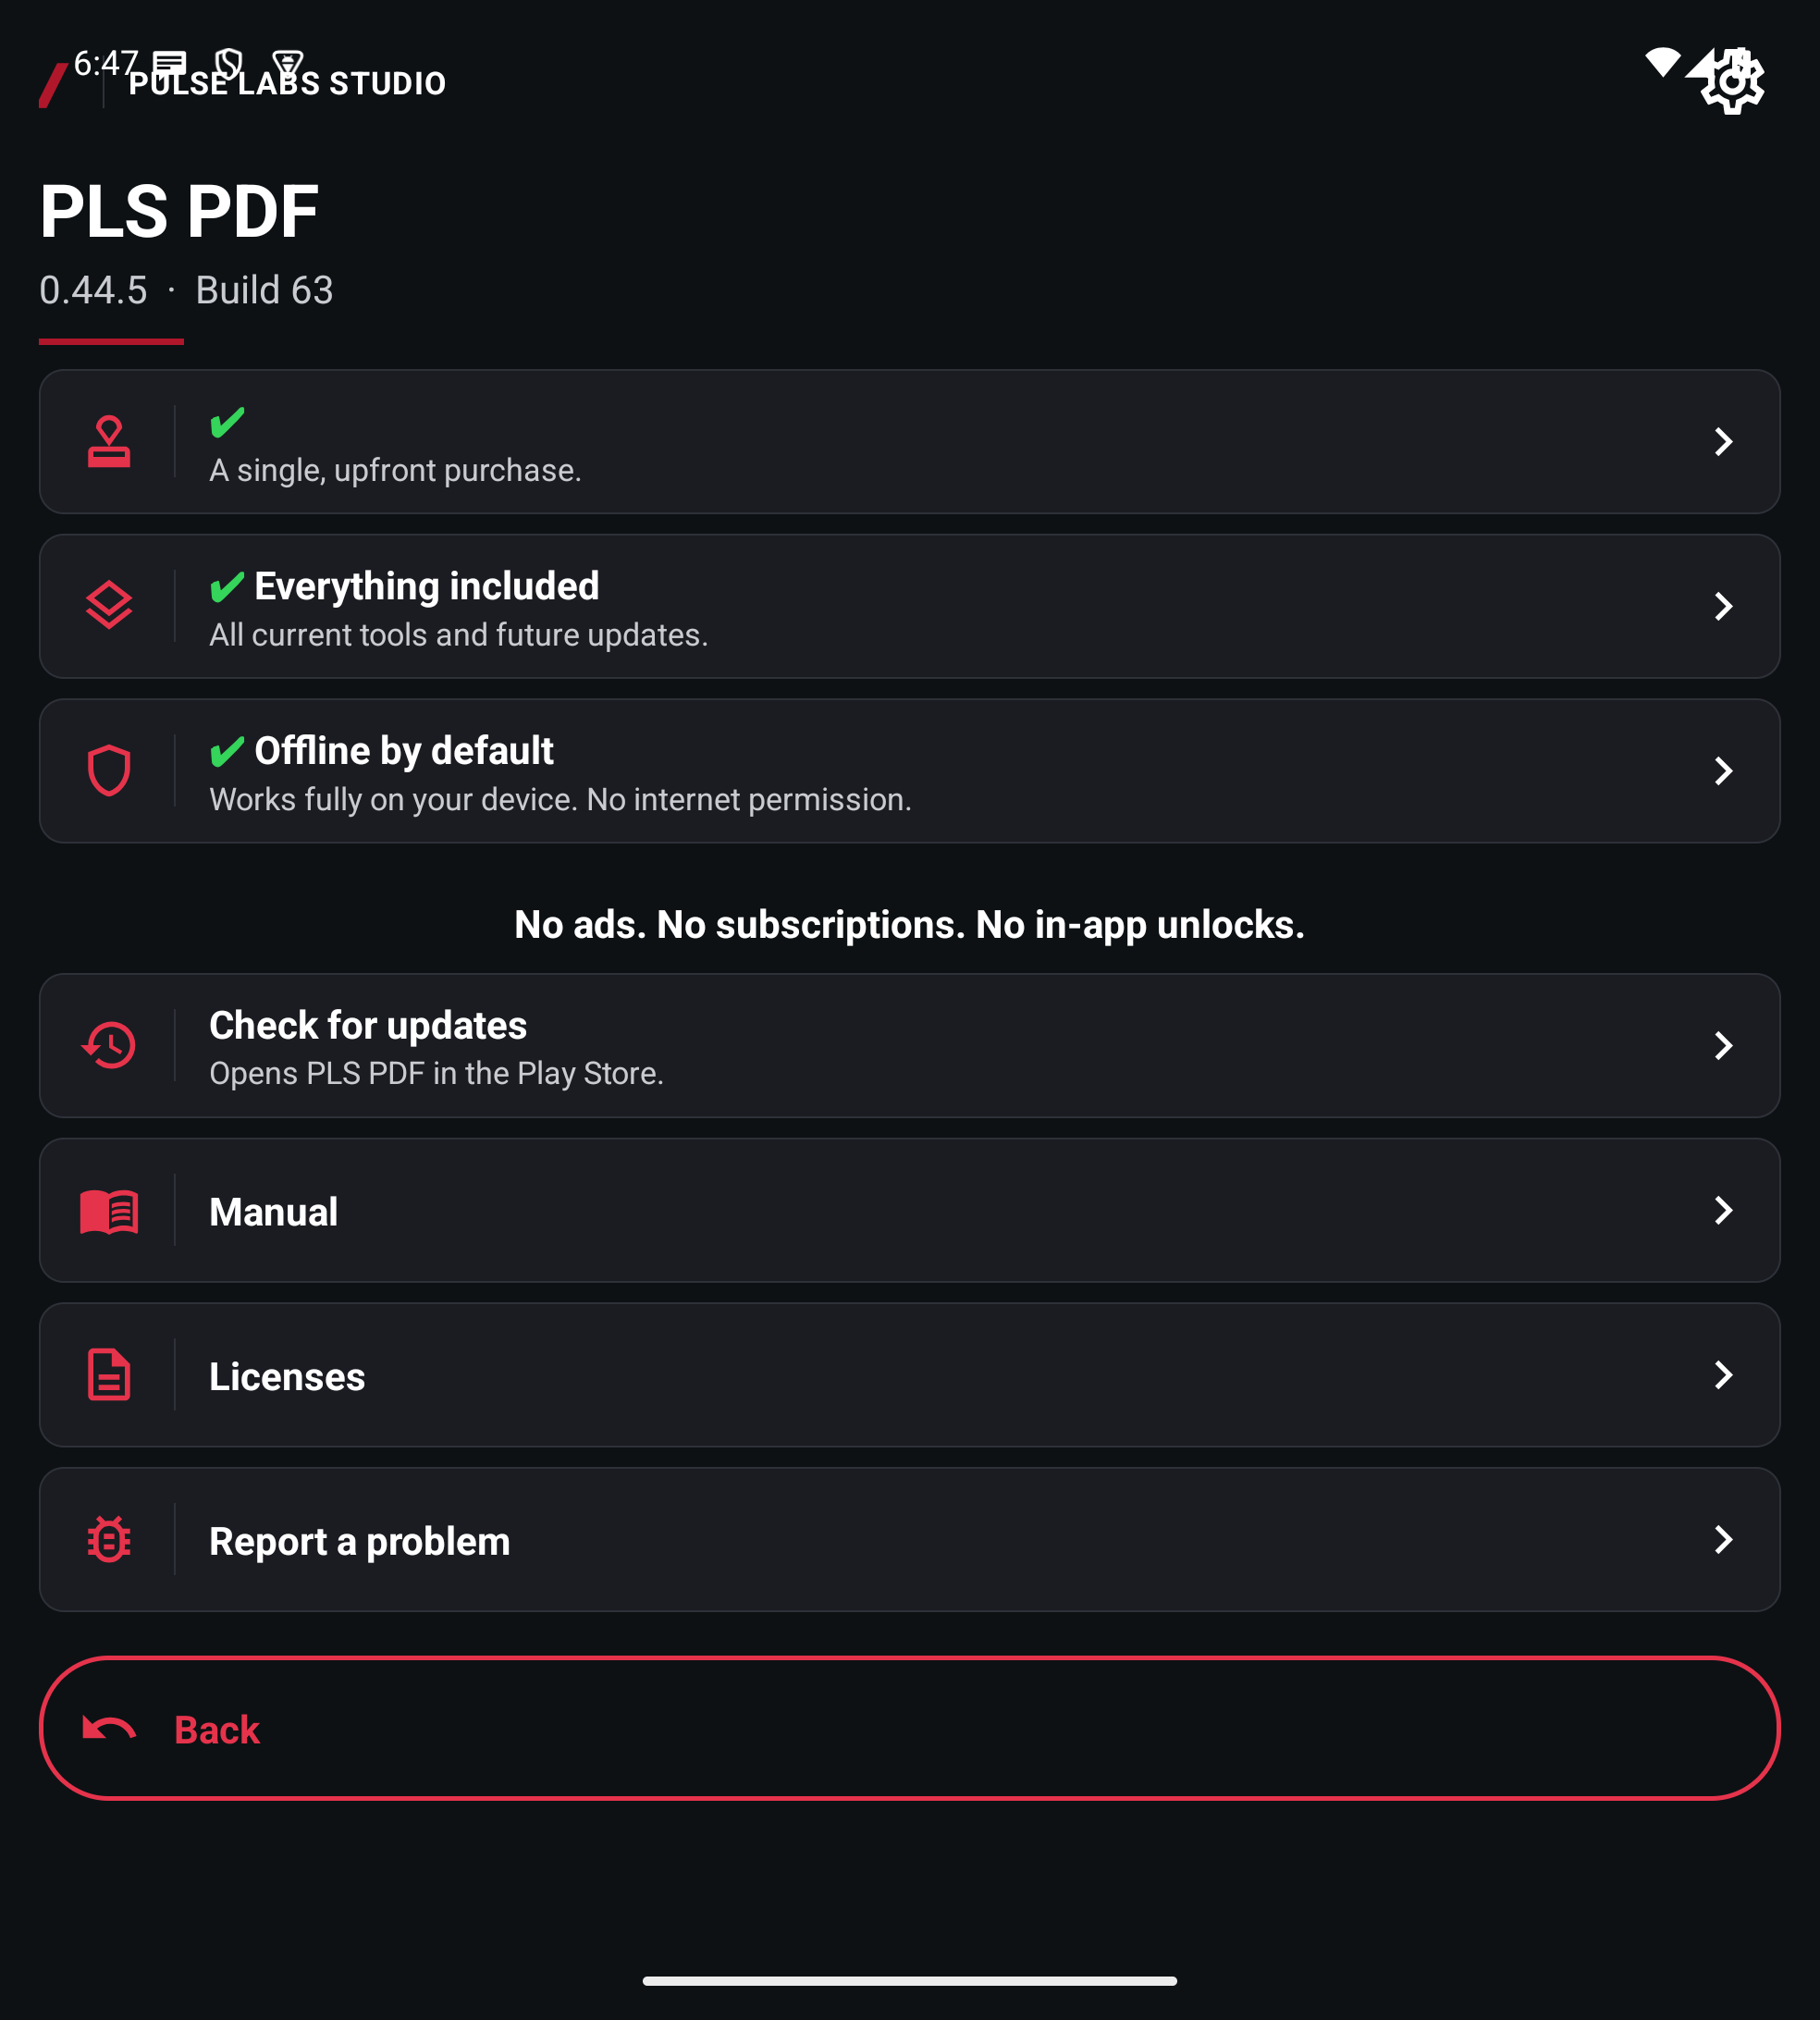 6:47
PULSE LABS STUDIO
PLS PDF
0.44.5 · Build 63
✔
A single, upfront purchase.
✔ Everything included
All current tools and future updates.
✔ Offline by default
Works fully on your device. No internet permission.
No ads. No subscriptions. No in-app unlocks.
Check for updates
Opens PLS PDF in the Play Store.
Manual
Licenses
Report a problem
Back